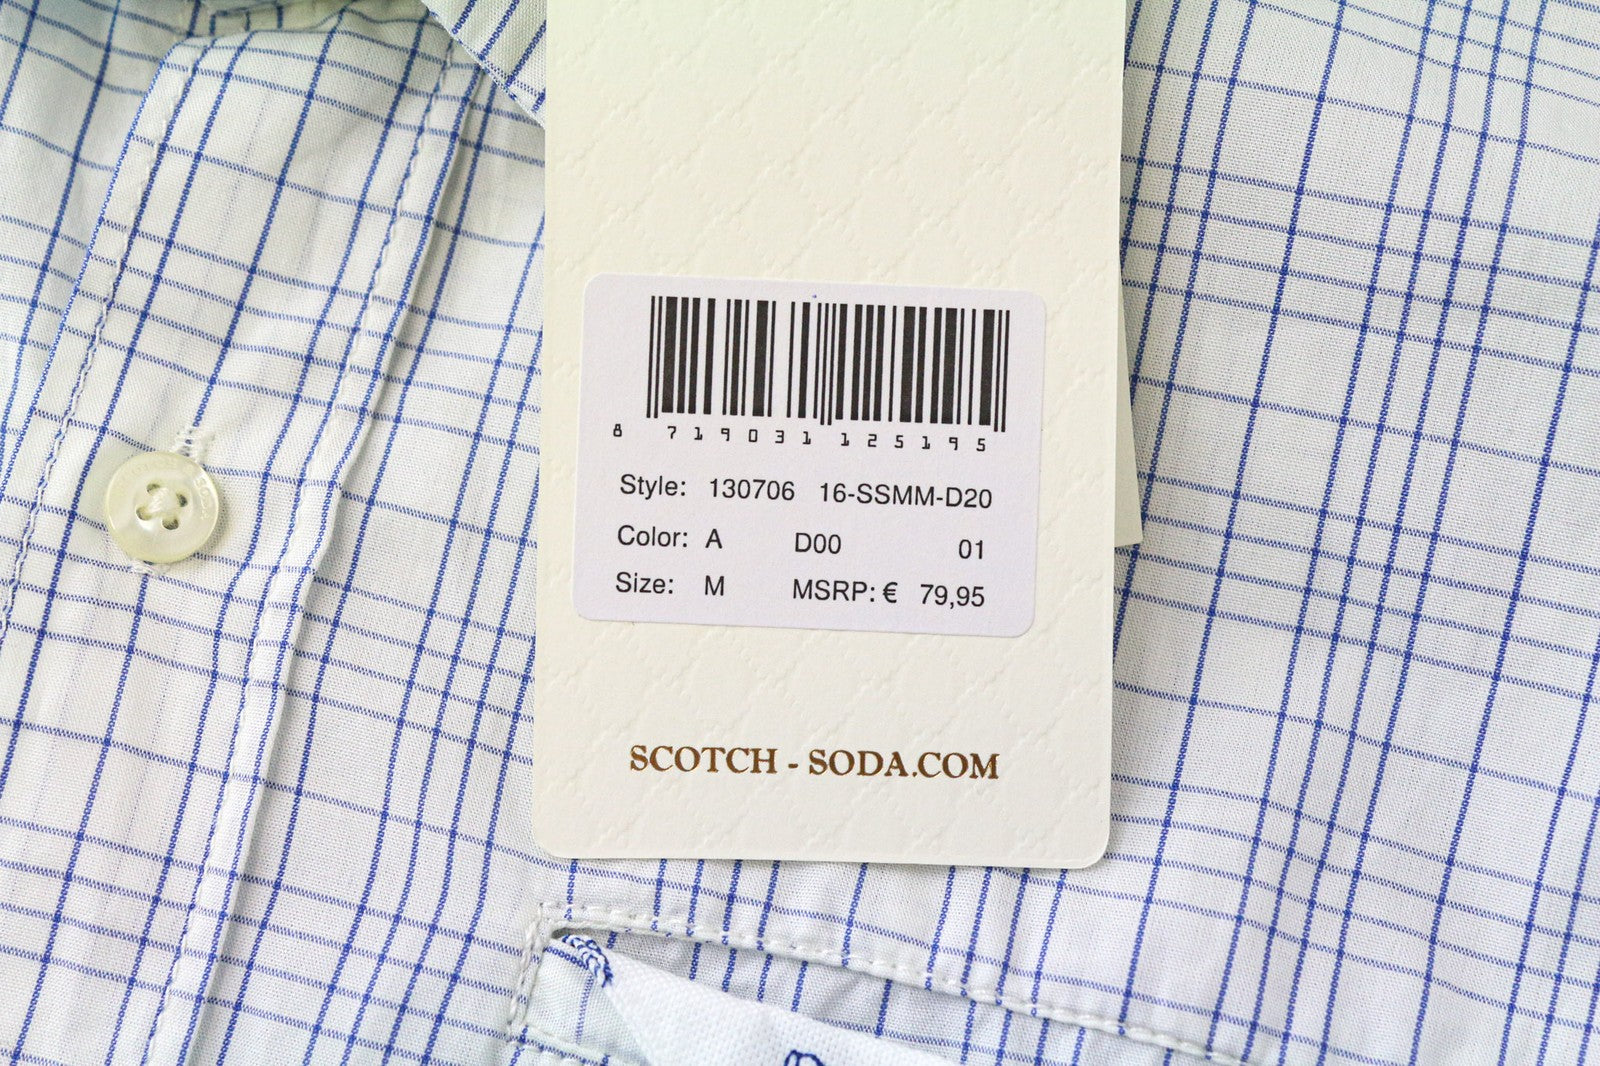 8 719031 125195
Style: 130706 16-SSMM-D20
Color: A D00 01
Size: M MSRP: € 79,95
SCOTCH - SODA.COM